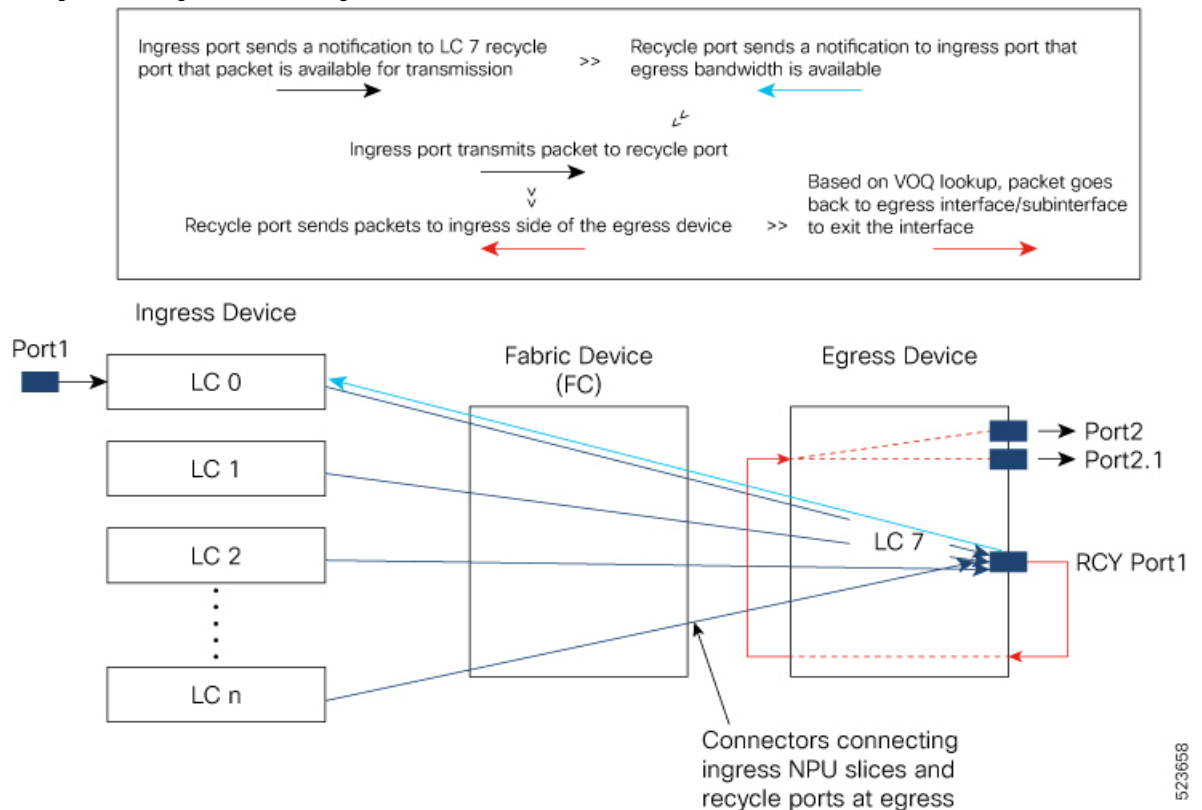 Ingress port sends a notification to LC 7 recycle
port that packet is available for transmission
>>
Recycle port sends a notification to ingress port that
egress bandwidth is available
>>
Ingress port transmits packet to recycle port
>>
Recycle port sends packets to ingress side of the egress device
>>
Based on VOQ lookup, packet goes
back to egress interface/subinterface
to exit the interface
Ingress Device
Port1
LC 0
Fabric Device
(FC)
Egress Device
Port2
Port2.1
LC 1
LC 2
LC 7
RCY Port1
LC n
Connectors connecting
ingress NPU slices and
recycle ports at egress
523658